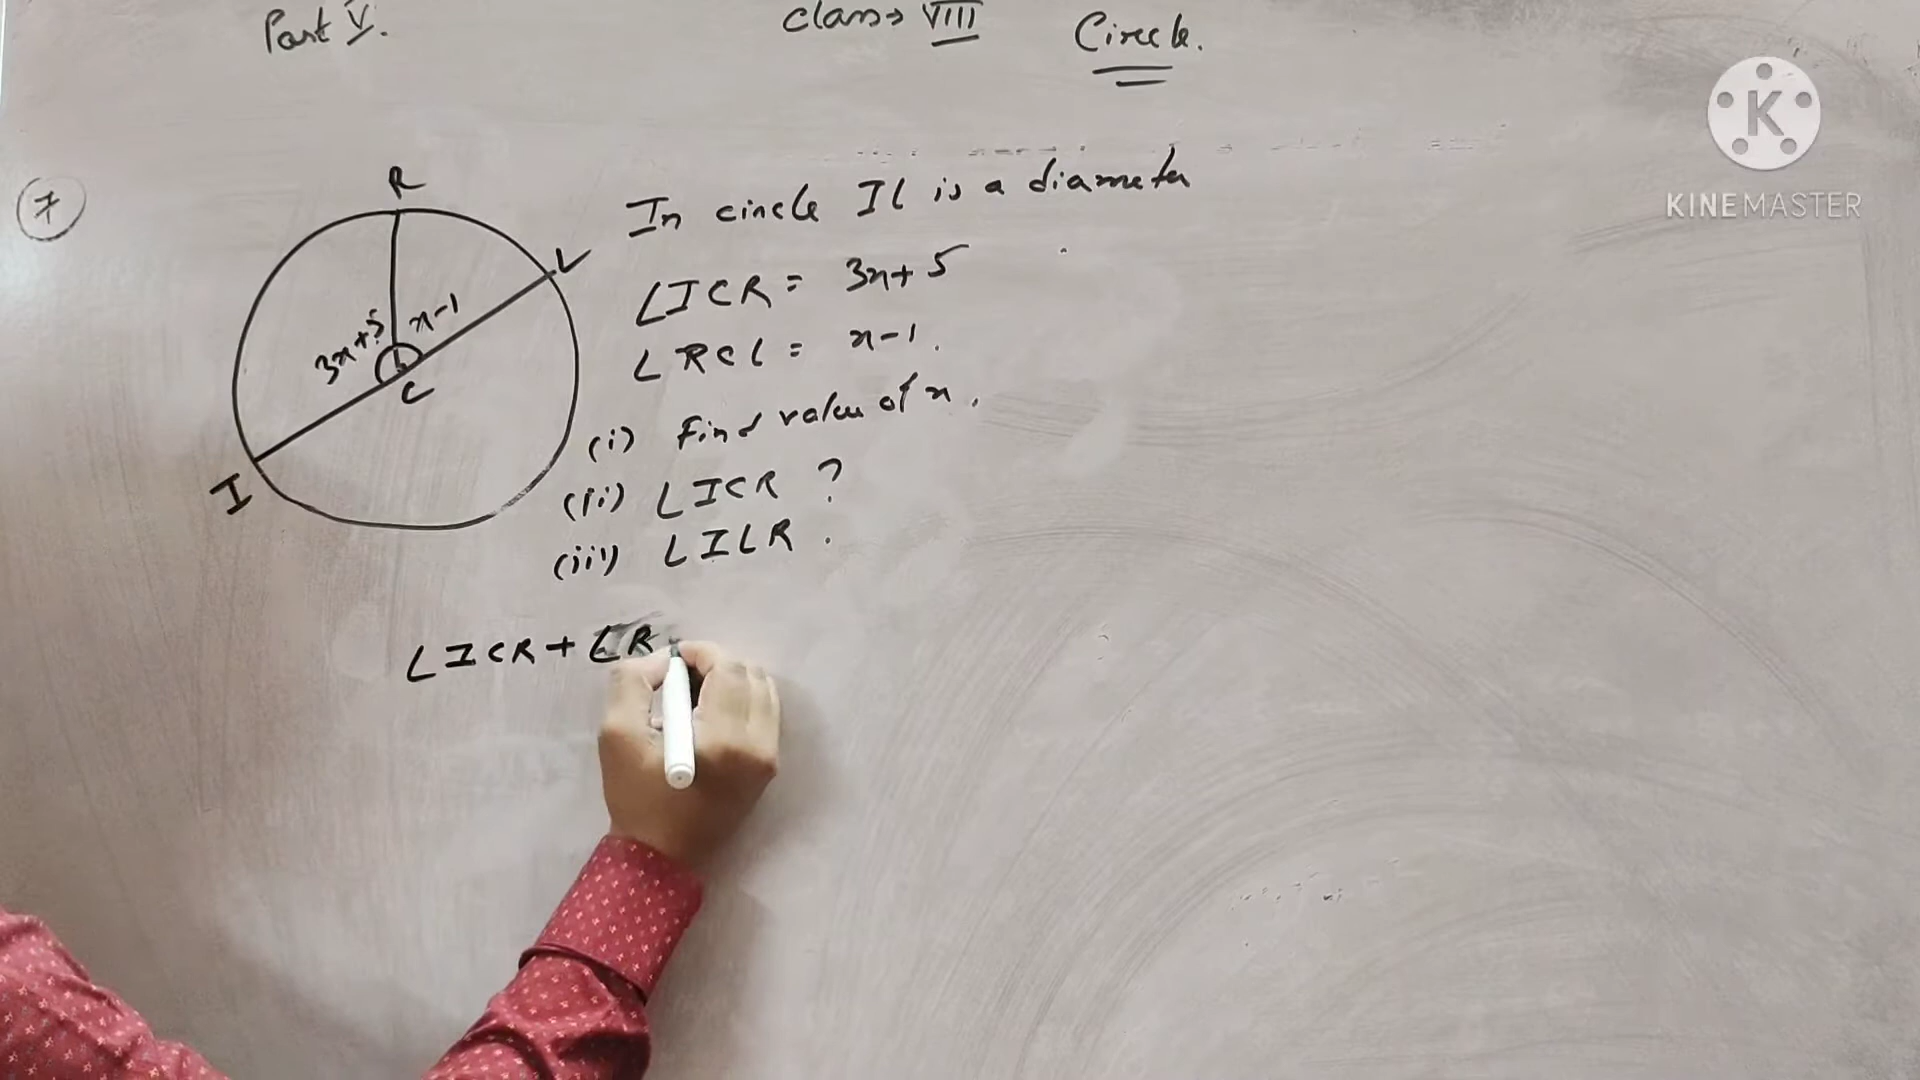 Part V.
Class → VIII
Circle.
K
KINEMASTER
7
R
In circle IL is a diameter
L
∠ICR = 3x+5
3x+5
x-1
∠RCL = x-1.
C
(i) Find value of x.
I
(ii) ∠ICR ?
(iii) ∠ILR.
∠ICR + ∠R